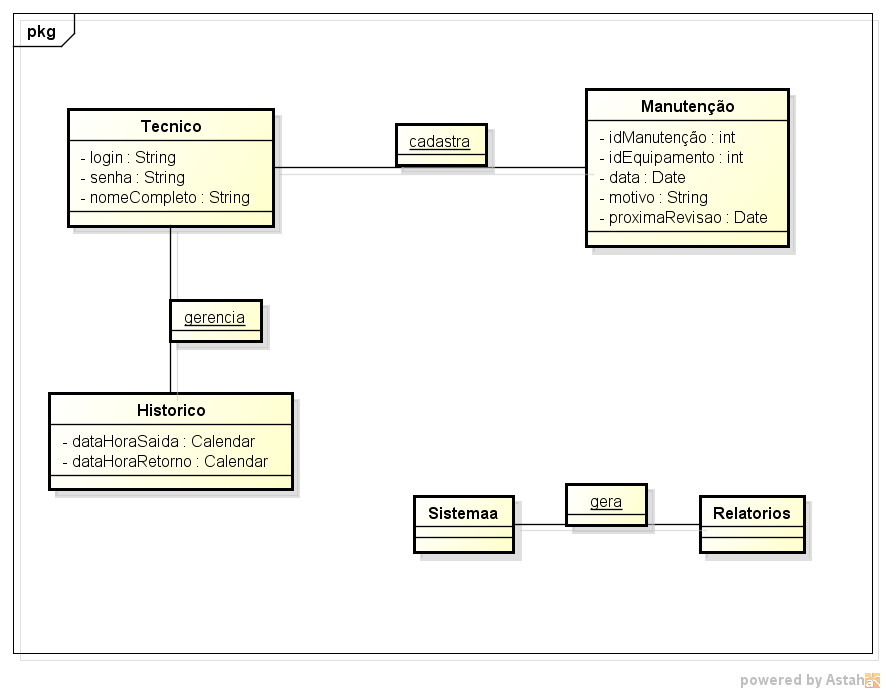 pkg
Tecnico
- login : String
- senha : String
- nomeCompleto : String
cadastra
Manutenção
- idManutenção : int
- idEquipamento : int
- data : Date
- motivo : String
- proximaRevisao : Date
gerencia
Historico
- dataHoraSaida : Calendar
- dataHoraRetorno : Calendar
Sistemaa
gera
Relatorios
powered by Astah